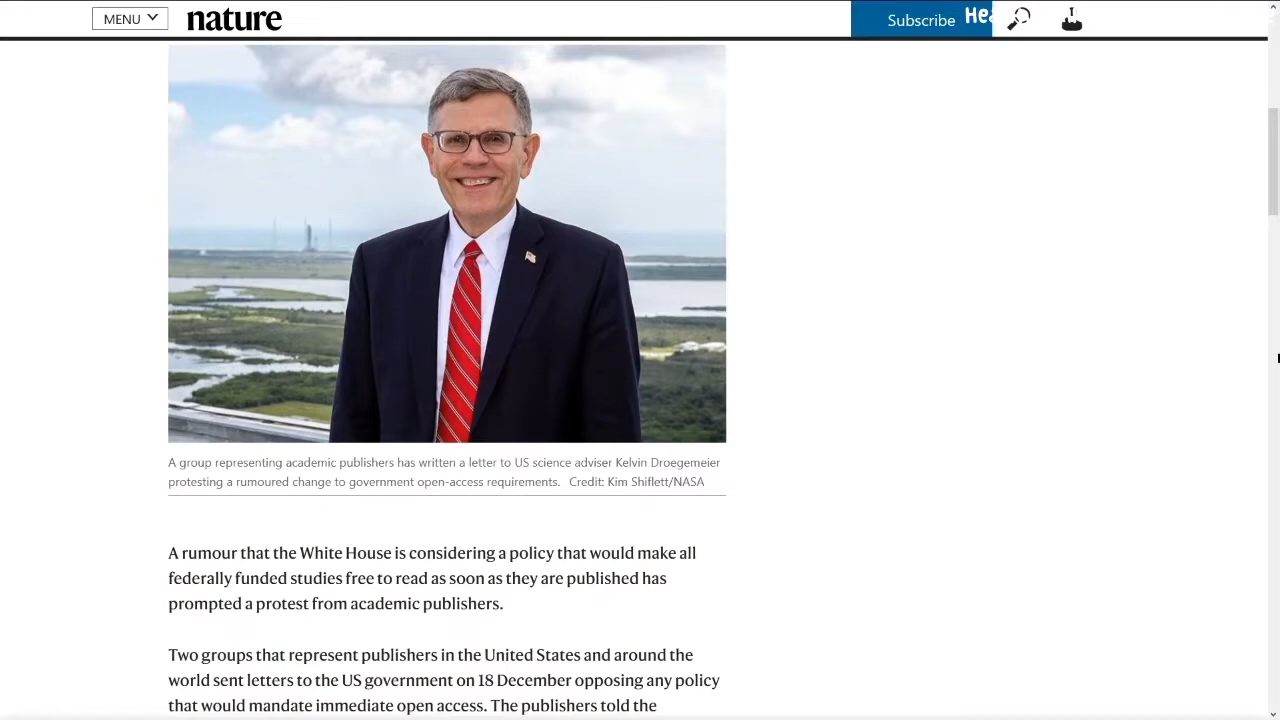 MENU
nature
Subscribe
A group representing academic publishers has written a letter to US science adviser Kelvin Droegemeier
protesting a rumoured change to government open-access requirements. Credit: Kim Shiflett/NASA
A rumour that the White House is considering a policy that would make all
federally funded studies free to read as soon as they are published has
prompted a protest from academic publishers.
Two groups that represent publishers in the United States and around the
world sent letters to the US government on 18 December opposing any policy
that would mandate immediate open access. The publishers told the